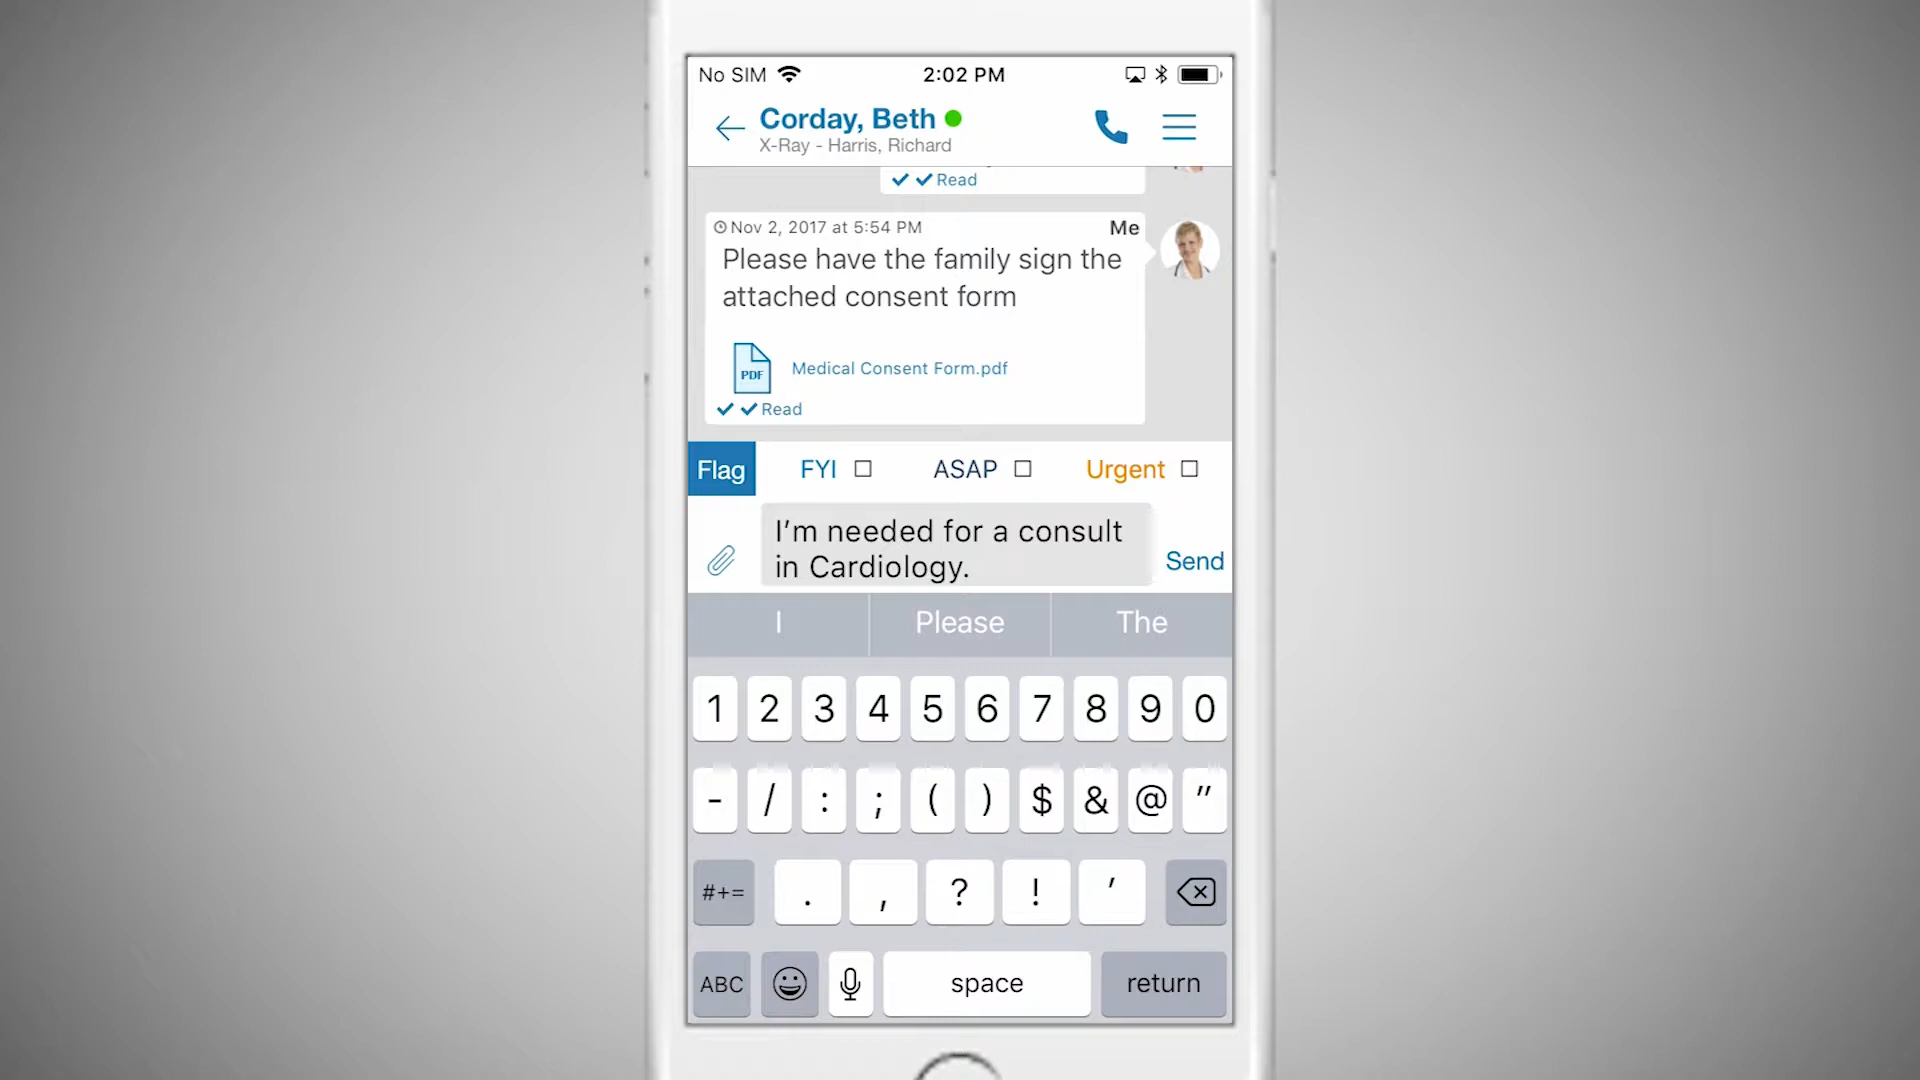 No SIM 2:02 PM
Corday, Beth
X-Ray - Harris, Richard
Read
Nov 2, 2017 at 5:54 PM Me
Please have the family sign the
attached consent form
PDF Medical Consent Form.pdf
Read
Flag FYI ASAP Urgent
I’m needed for a consult
in Cardiology.
Send
I Please The
1 2 3 4 5 6 7 8 9 0
- / : ; ( ) $ & @ "
#+= . , ? ! ’
ABC space return